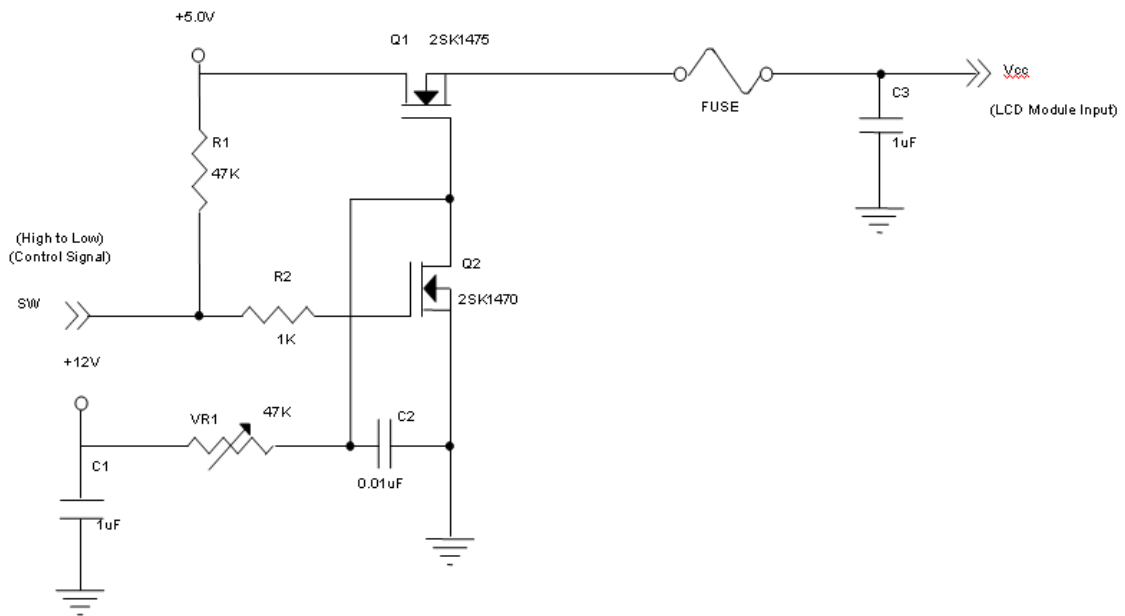 +5.0V
Q1 2SK1475
Vcc
(LCD Module Input)
FUSE
C3
1uF
R1
47K
(High to Low)
(Control Signal)
SW
R2
1K
Q2
2SK1470
+12V
VR1
47K
C2
0.01uF
C1
1uF